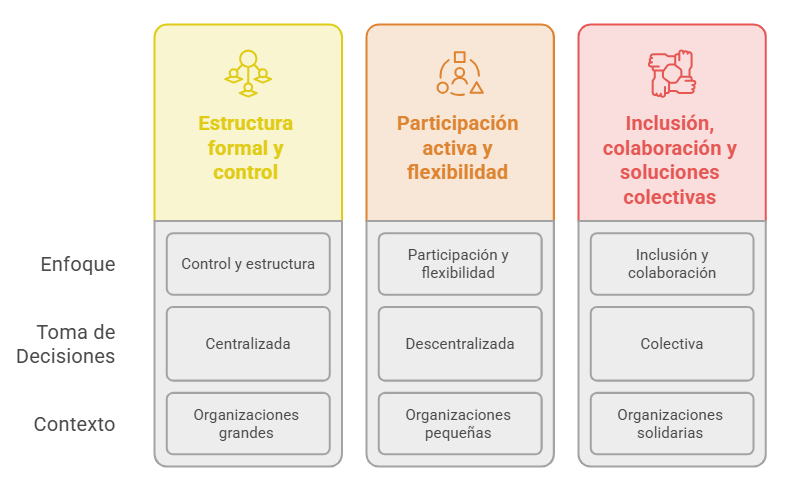 Estructura
formal y
control
Participación
activa y
flexibilidad
Inclusión,
colaboración y
soluciones
colectivas
Enfoque
Control y estructura
Participación y
flexibilidad
Inclusión y
colaboración
Toma de
Decisiones
Centralizada
Descentralizada
Colectiva
Contexto
Organizaciones
grandes
Organizaciones
pequeñas
Organizaciones
solidarias